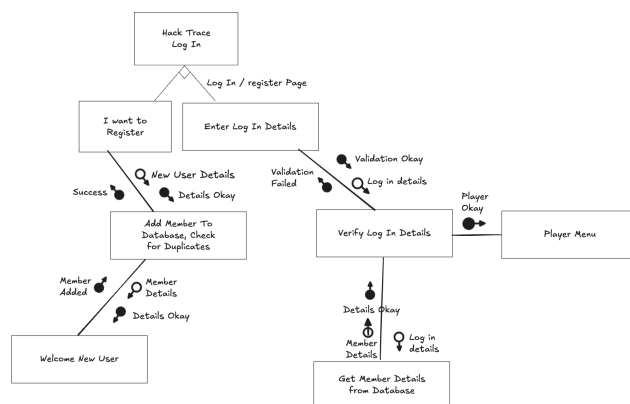 Hack Trace
Log In
Log In / register Page
I want to
Register
Enter Log In Details
New User Details
Success
Details Okay
Validation Okay
Validation
Failed
Log in details
Player
Okay
Add Member To
Database, Check
for Duplicates
Verify Log In Details
Player Menu
Member
Added
Member
Details
Details Okay
Details Okay
Member
Details
Log in
details
Welcome New User
Get Member Details
from Database